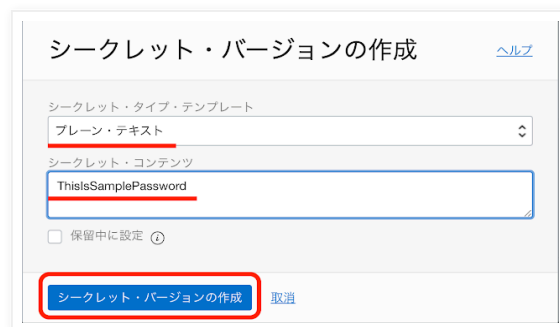 シークレット・バージョンの作成
ヘルプ
シークレット・タイプ・テンプレート
プレーン・テキスト
シークレット・コンテンツ
ThisIsSamplePassword
保留中に設定
シークレット・バージョンの作成
取消